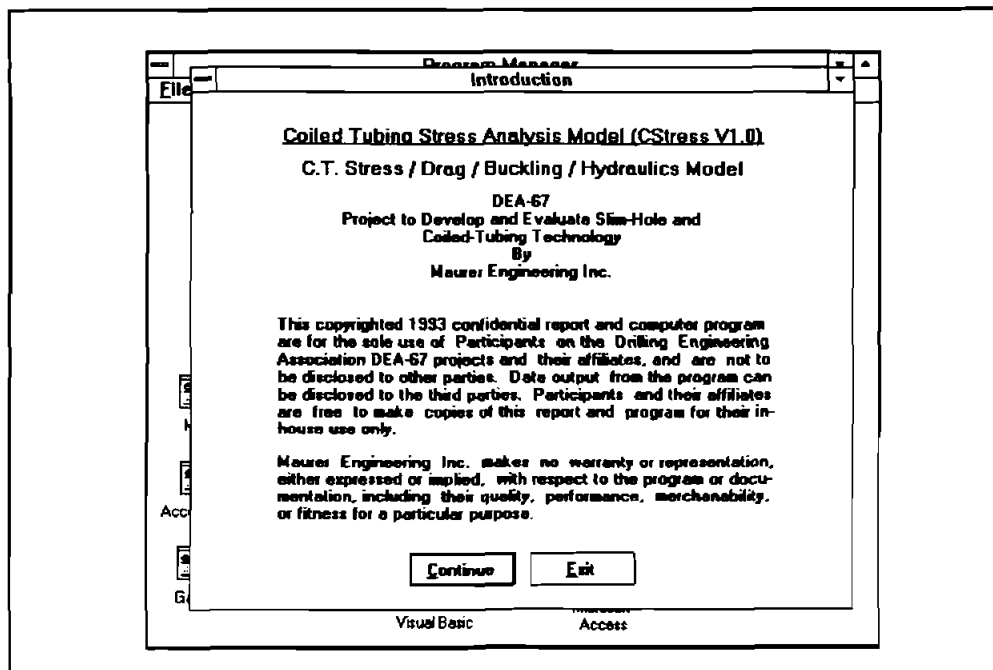 Program Manager
Introduction
File
Coiled Tubing Stress Analysis Model (CStress V1.0)
C.T. Stress / Drag / Buckling / Hydraulics Model
DEA-67
Project to Develop and Evaluate Slim-Hole and
Coiled-Tubing Technology
By
Maurer Engineering Inc.
This copyrighted 1993 confidential report and computer program
are for the sole use of Participants on the Drilling Engineering
Association DEA-67 projects and their affiliates, and are not to
be disclosed to other parties. Data output from the program can
be disclosed to the third parties. Participants and their affiliates
are free to make copies of this report and program for their in-
house use only.
Maurer Engineering Inc. makes no warranty or representation,
either expressed or implied, with respect to the program or docu-
mentation, including their quality, performance, merchanability,
or fitness for a particular purpose.
Continue
Exit
Visual Basic
Access